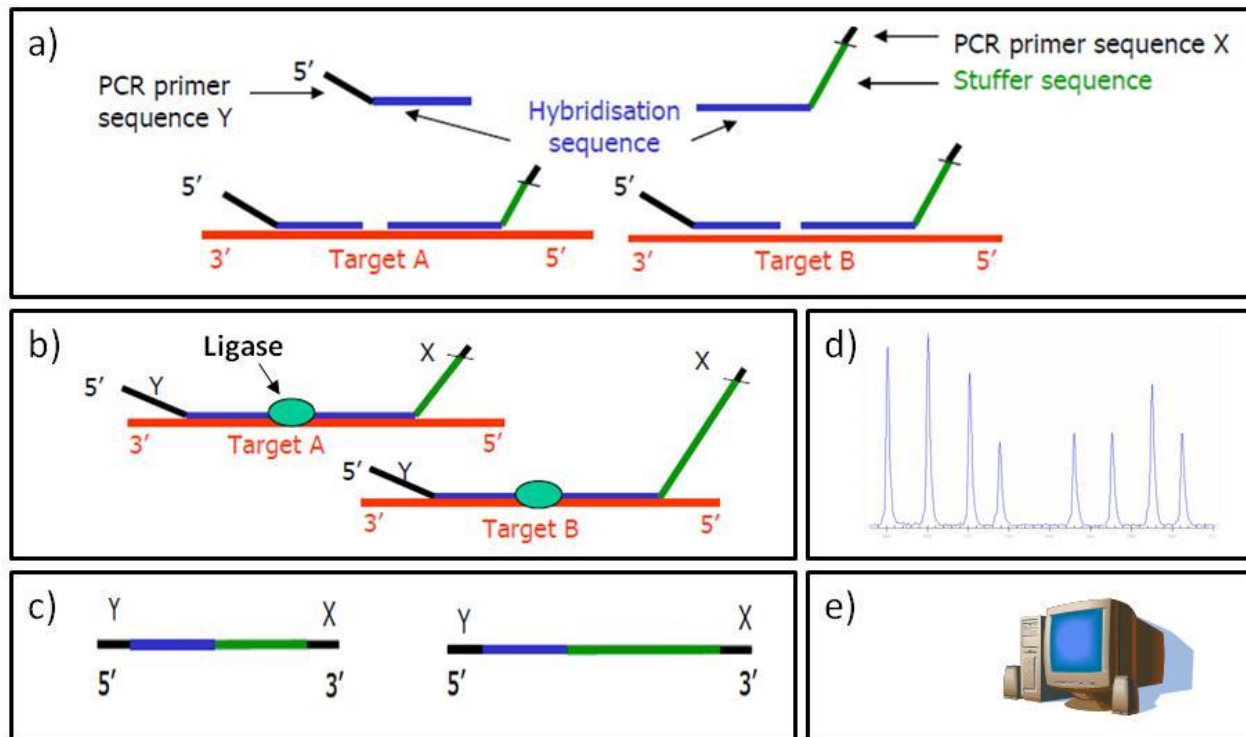 a)
5′
PCR primer
sequence Y
Hybridisation
sequence
PCR primer sequence X
Stuffer sequence
5′
3′ Target A 5′
5′
3′ Target B 5′
b)
Ligase
5′ Y X
3′ Target A 5′
5′ Y X
3′ Target B 5′
c)
Y X
5′ 3′
Y X
5′ 3′
d)
e)